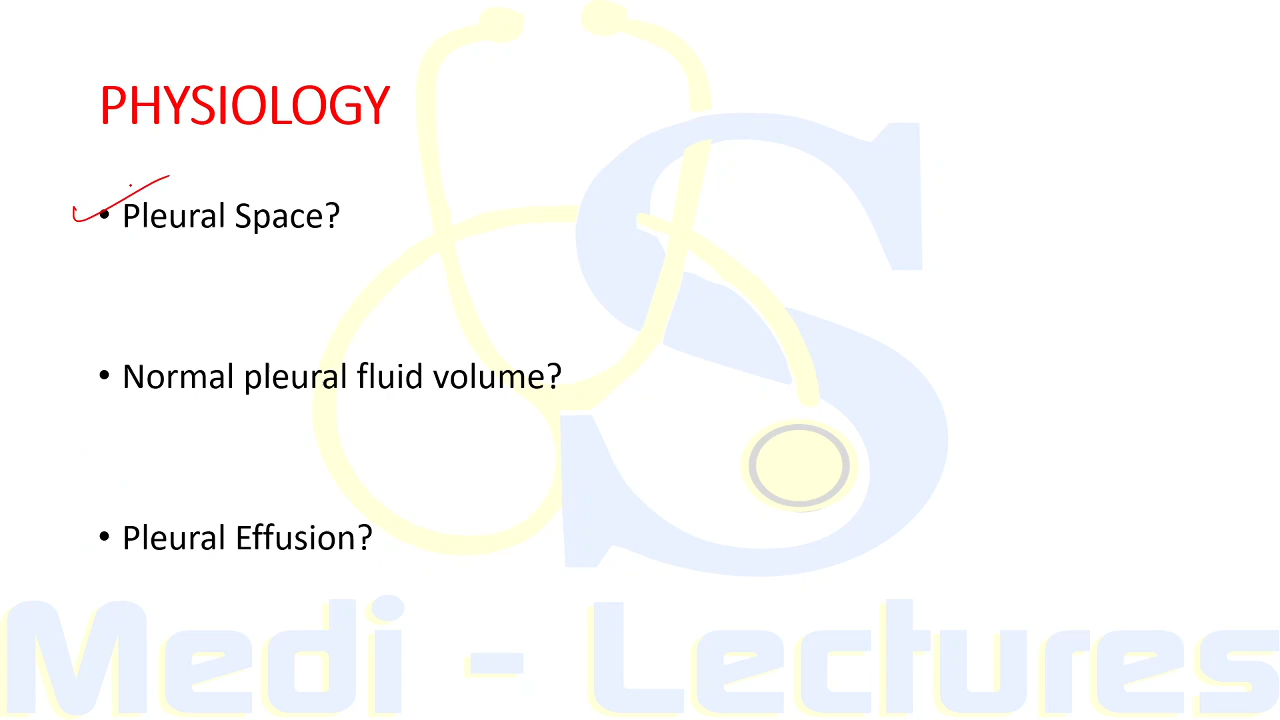 PHYSIOLOGY
• Pleural Space?
• Normal pleural fluid volume?
• Pleural Effusion?
S
Medi - Lectures